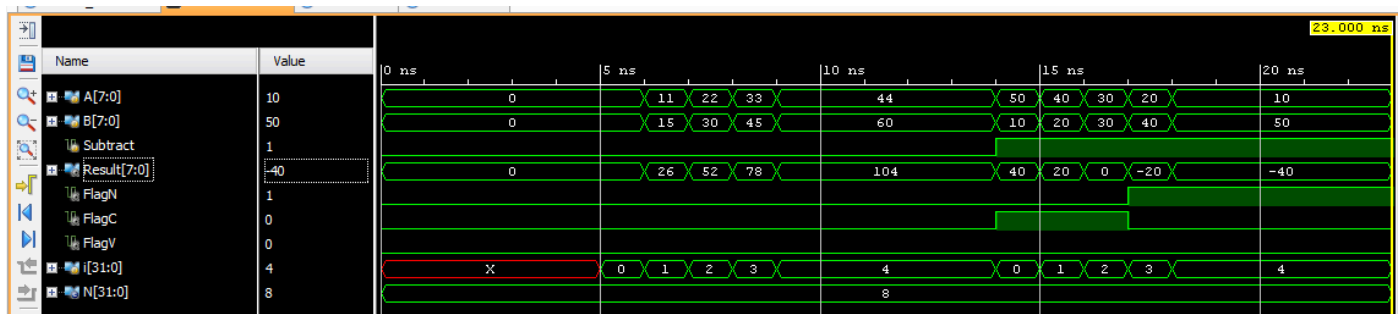 23.000 ns
Name Value
0 ns 5 ns 10 ns 15 ns 20 ns
A[7:0] 10 0 11 22 33 44 50 40 30 20 10
B[7:0] 50 0 15 30 45 60 10 20 30 40 50
Subtract 1
Result[7:0] -40 0 26 52 78 104 40 20 0 -20 -40
FlagN 1
FlagC 0
FlagV 0
i[31:0] 4 X 0 1 2 3 4 0 1 2 3 4
N[31:0] 8 8